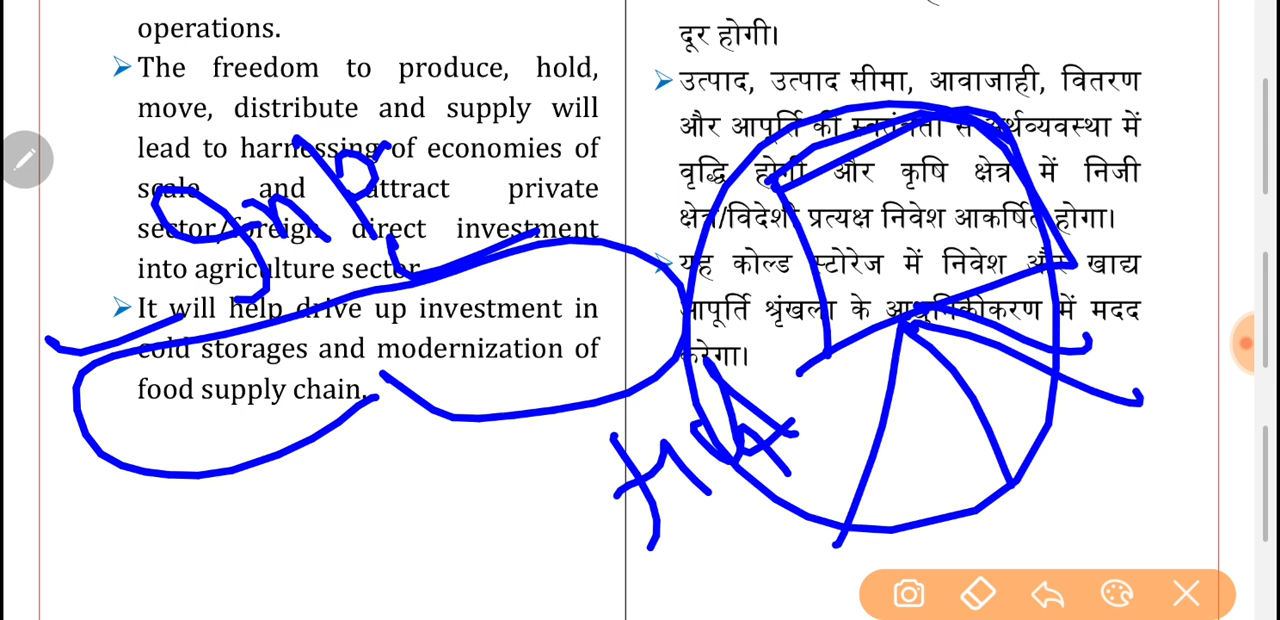 operations.
The freedom to produce, hold,
move, distribute and supply will
lead to harnessing of economies of
scale and attract private
sector/foreign direct investment
into agriculture sector.
It will help drive up investment in
cold storages and modernization of
food supply chain.
दूर होगी।
उत्पाद, उत्पाद सीमा, आवाजाही, वितरण
और आपूर्ति की स्वतंत्रता से अर्थव्यवस्था में
वृद्धि होगी और कृषि क्षेत्र में निजी
क्षेत्र/विदेशी प्रत्यक्ष निवेश आकर्षित होगा।
यह कोल्ड स्टोरेज में निवेश और खाद्य
आपूर्ति श्रृंखला के आधुनिकीकरण में मदद
करेगा।